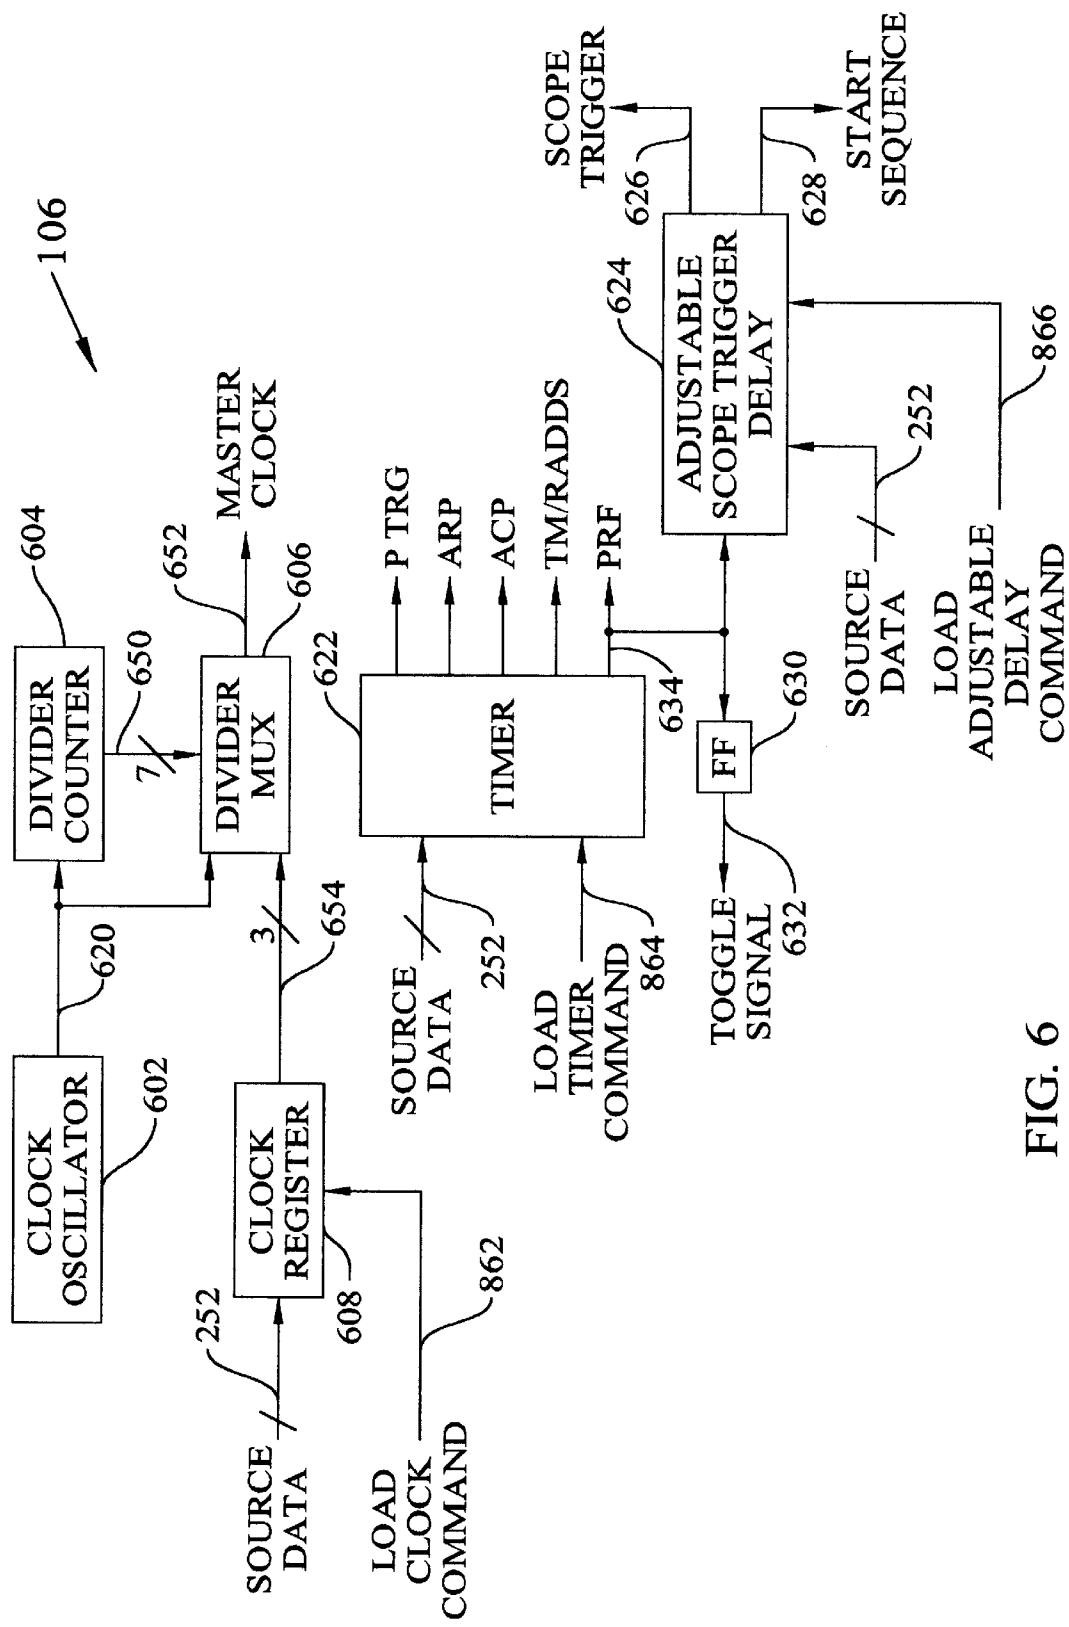 106
CLOCK
OSCILLATOR
602
620
DIVIDER
COUNTER
604
7
650
SOURCE
DATA
252
CLOCK
REGISTER
608
3
654
DIVIDER
MUX
606
652
MASTER
CLOCK
LOAD
CLOCK
COMMAND
862
SOURCE
DATA
252
LOAD
TIMER
COMMAND
864
TIMER
622
P TRG
ARP
ACP
TM/RADDS
PRF
634
TOGGLE
SIGNAL
632
FF
630
ADJUSTABLE
SCOPE TRIGGER
DELAY
624
626
SCOPE
TRIGGER
628
START
SEQUENCE
SOURCE
DATA
252
LOAD
ADJUSTABLE
DELAY
COMMAND
866
FIG. 6